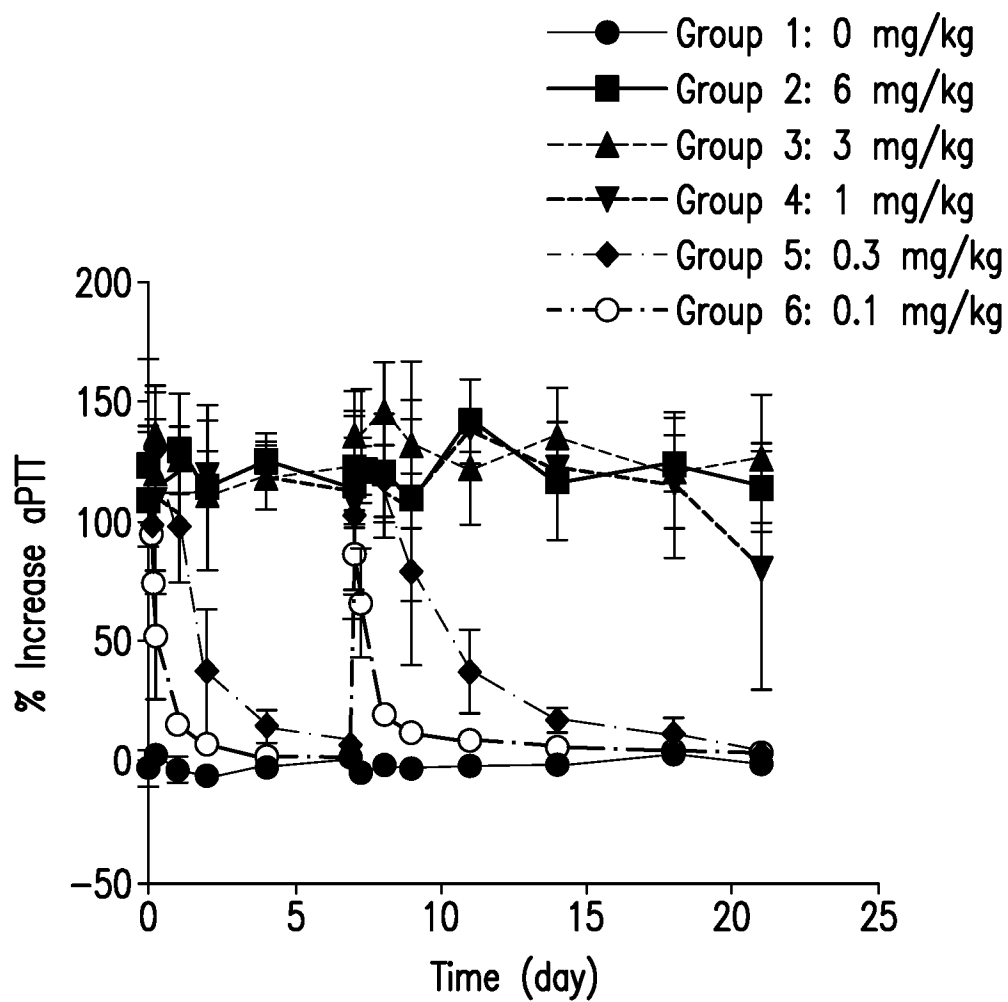 Group 1: 0 mg/kg
Group 2: 6 mg/kg
Group 3: 3 mg/kg
Group 4: 1 mg/kg
Group 5: 0.3 mg/kg
Group 6: 0.1 mg/kg
% Increase aPTT
200
150
100
50
0
-50
0 5 10 15 20 25
Time (day)